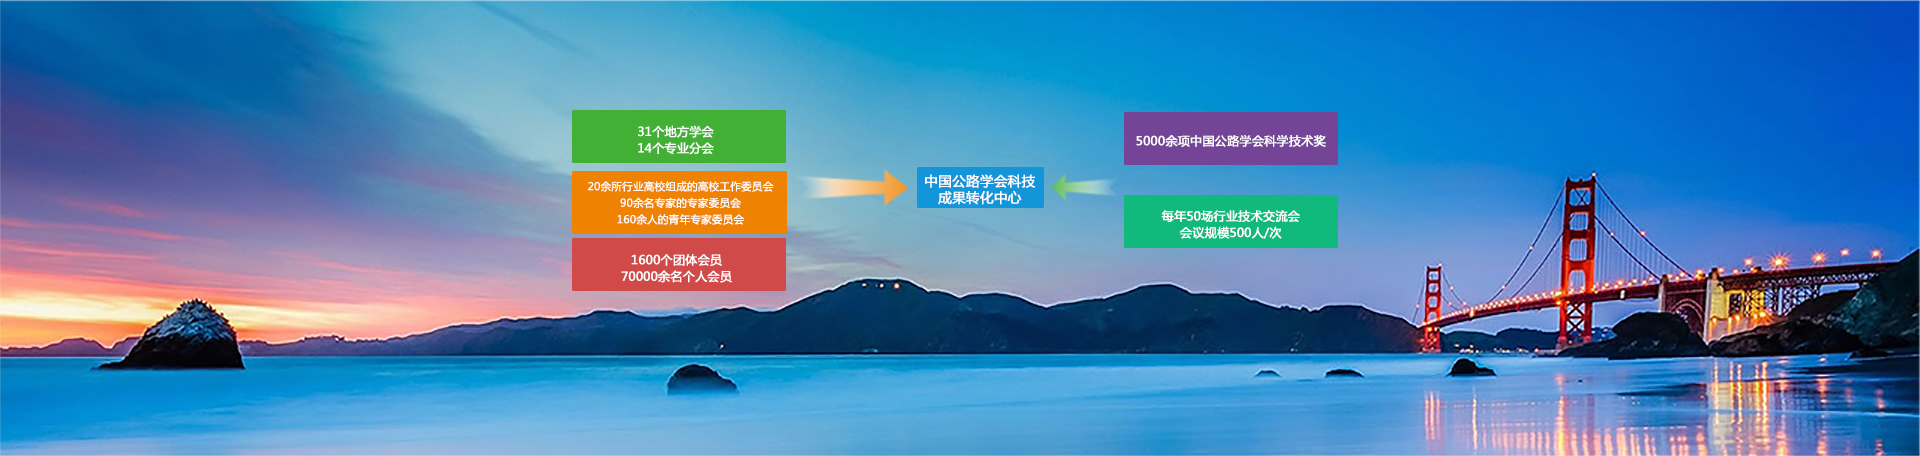 31个地方学会
14个专业分会
20余所行业高校组成的高校工作委员会
90余名专家的专家委员会
160余人的青年专家委员会
1600个团体会员
70000余名个人会员
中国公路学会科技
成果转化中心
5000余项中国公路学会科学技术奖
每年50场行业技术交流会
会议规模500人/次